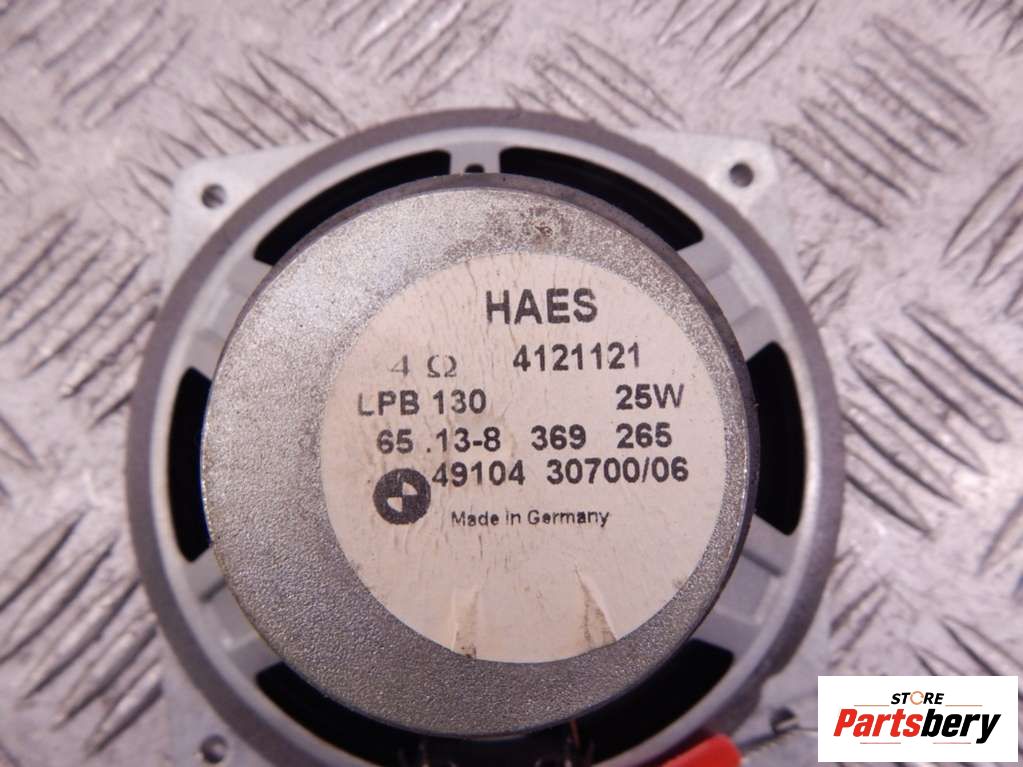 HAES
4 Ω 4121121
LPB 130 25W
65 .13-8 369 265
49104 30700/06
Made in Germany
STORE
Partsbery